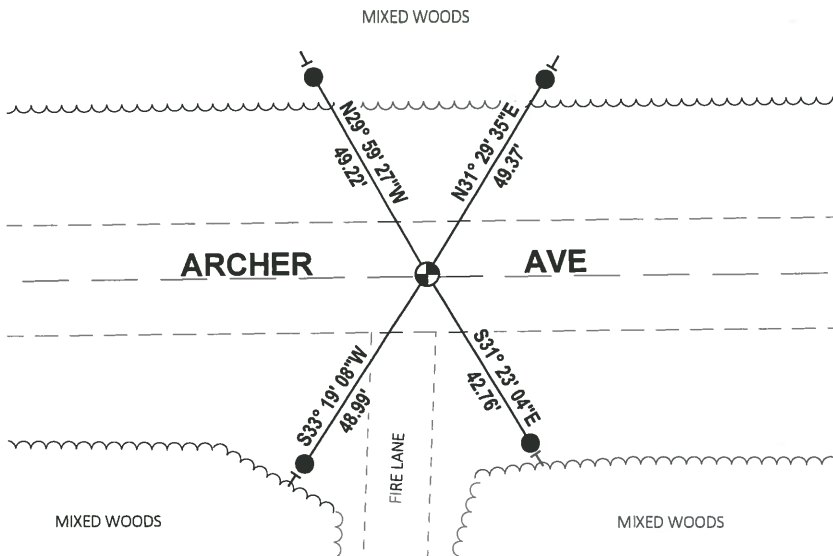 MIXED WOODS
N29° 59' 27"W
49.22'
N31° 29' 35"E
49.37'
ARCHER AVE
S33° 19' 08"W
48.99'
S31° 23' 04"E
42.76'
FIRE LANE
MIXED WOODS
MIXED WOODS